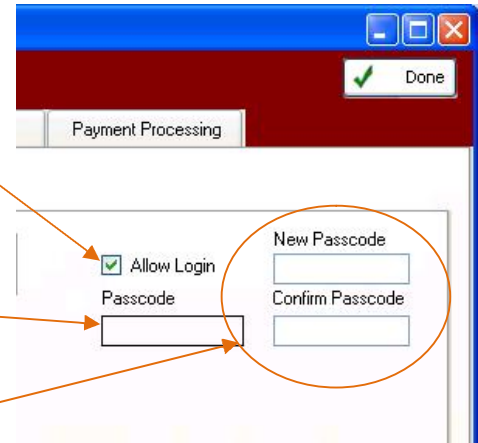 Done
Payment Processing
New Passcode
Allow Login
Passcode
Confirm Passcode